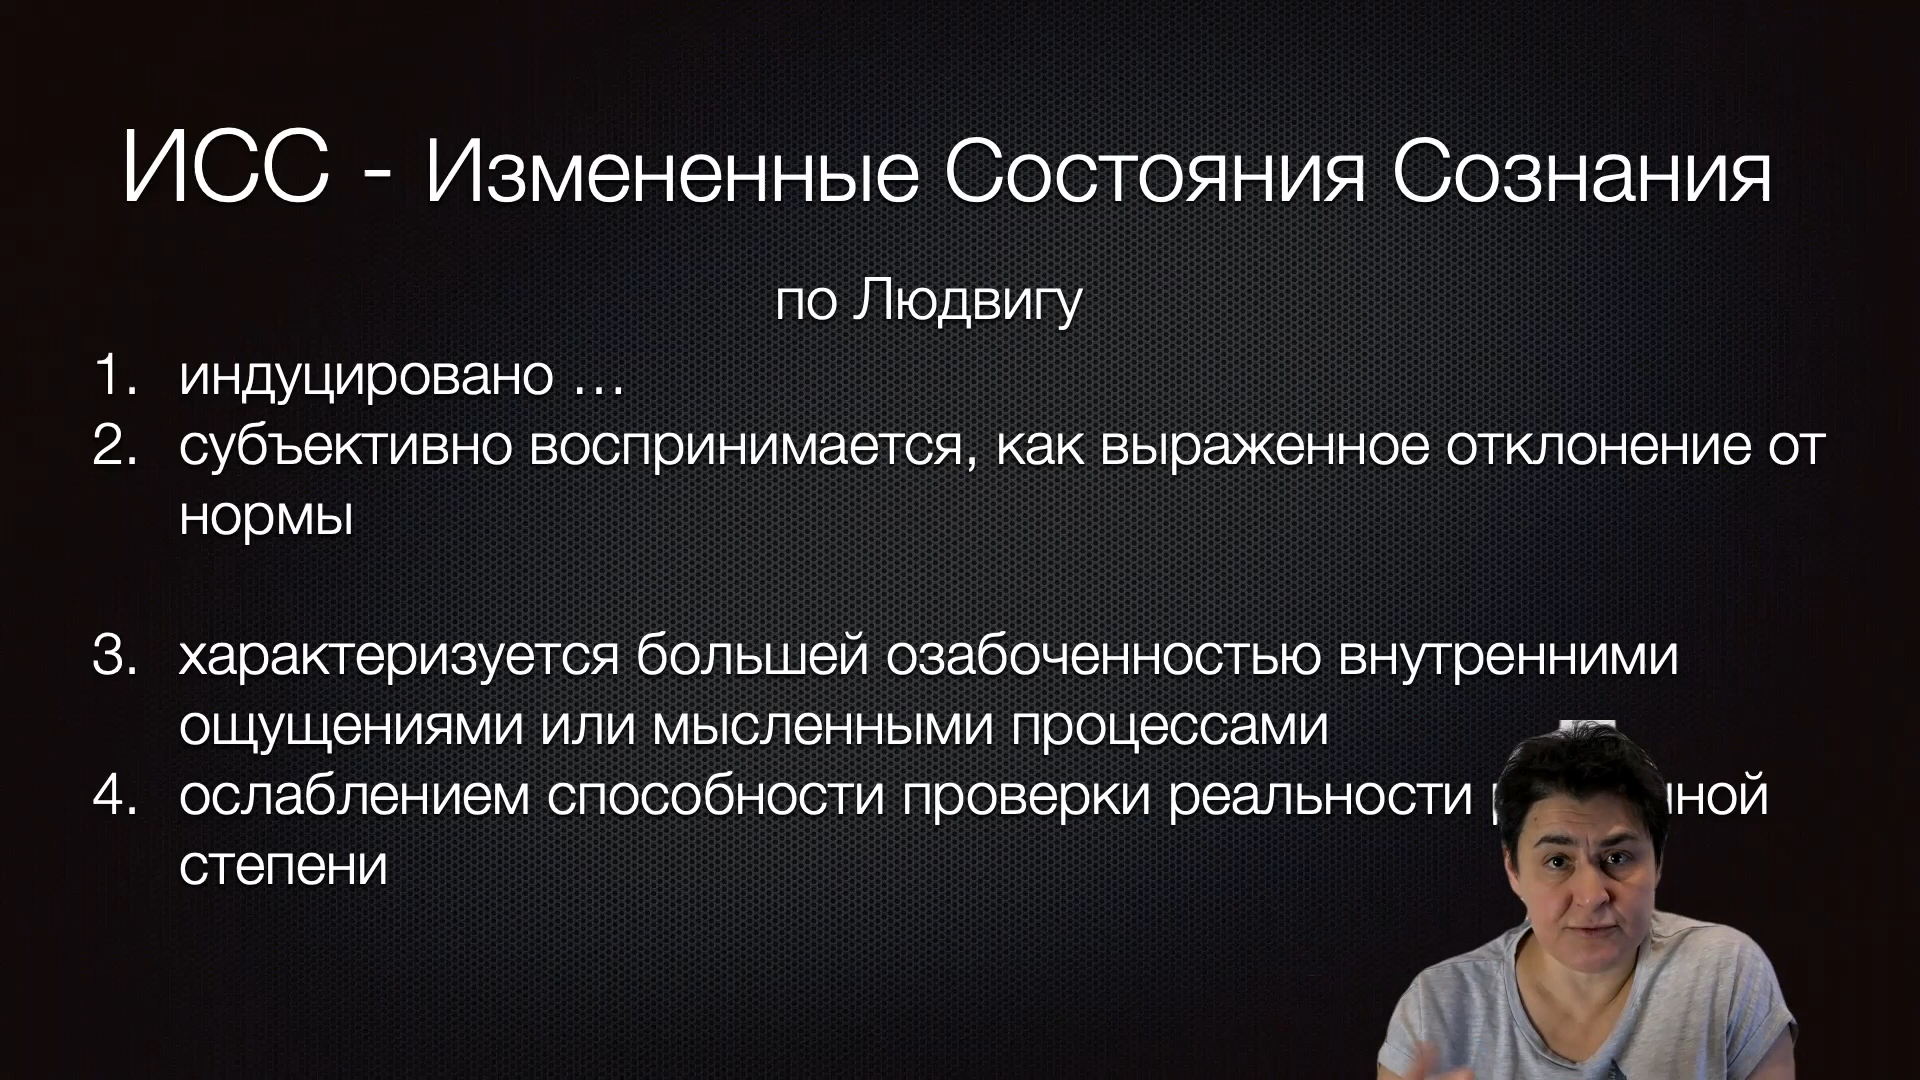 ИСС - Измененные Состояния Сознания
по Людвигу
1. индуцировано …
2. субъективно воспринимается, как выраженное отклонение от
нормы
3. характеризуется большей озабоченностью внутренними
ощущениями или мысленными процессами
4. ослаблением способности проверки реальности
степени